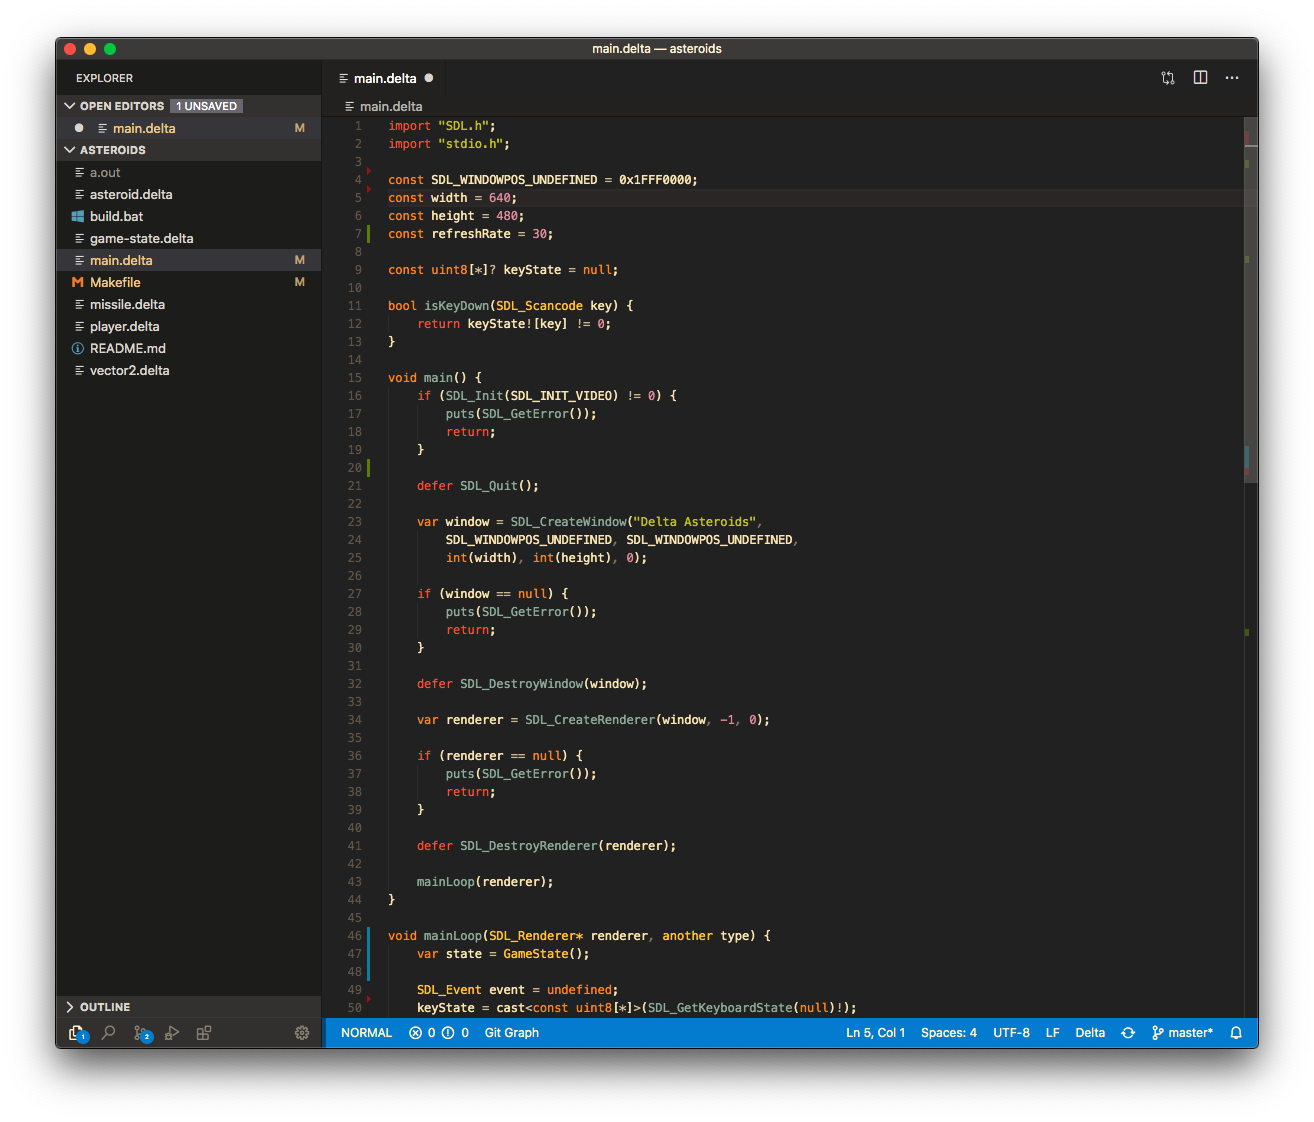 main.delta — asteroids
EXPLORER
OPEN EDITORS 1 UNSAVED
main.delta M
ASTEROIDS
a.out
asteroid.delta
build.bat
game-state.delta
main.delta M
Makefile M
missile.delta
player.delta
README.md
vector2.delta
OUTLINE
1 2
main.delta
main.delta
1 import "SDL.h";
2 import "stdio.h";
3
4 const SDL_WINDOWPOS_UNDEFINED = 0x1FFF0000;
5 const width = 640;
6 const height = 480;
7 const refreshRate = 30;
8
9 const uint8[*]? keyState = null;
10
11 bool isKeyDown(SDL_Scancode key) {
12     return keyState![key] != 0;
13 }
14
15 void main() {
16     if (SDL_Init(SDL_INIT_VIDEO) != 0) {
17         puts(SDL_GetError());
18         return;
19     }
20
21     defer SDL_Quit();
22
23     var window = SDL_CreateWindow("Delta Asteroids",
24         SDL_WINDOWPOS_UNDEFINED, SDL_WINDOWPOS_UNDEFINED,
25         int(width), int(height), 0);
26
27     if (window == null) {
28         puts(SDL_GetError());
29         return;
30     }
31
32     defer SDL_DestroyWindow(window);
33
34     var renderer = SDL_CreateRenderer(window, -1, 0);
35
36     if (renderer == null) {
37         puts(SDL_GetError());
38         return;
39     }
40
41     defer SDL_DestroyRenderer(renderer);
42
43     mainLoop(renderer);
44 }
45
46 void mainLoop(SDL_Renderer* renderer, another type) {
47     var state = GameState();
48
49     SDL_Event event = undefined;
50     keyState = cast<const uint8[*]>(SDL_GetKeyboardState(null)!);
NORMAL 0 0 Git Graph Ln 5, Col 1 Spaces: 4 UTF-8 LF Delta master*